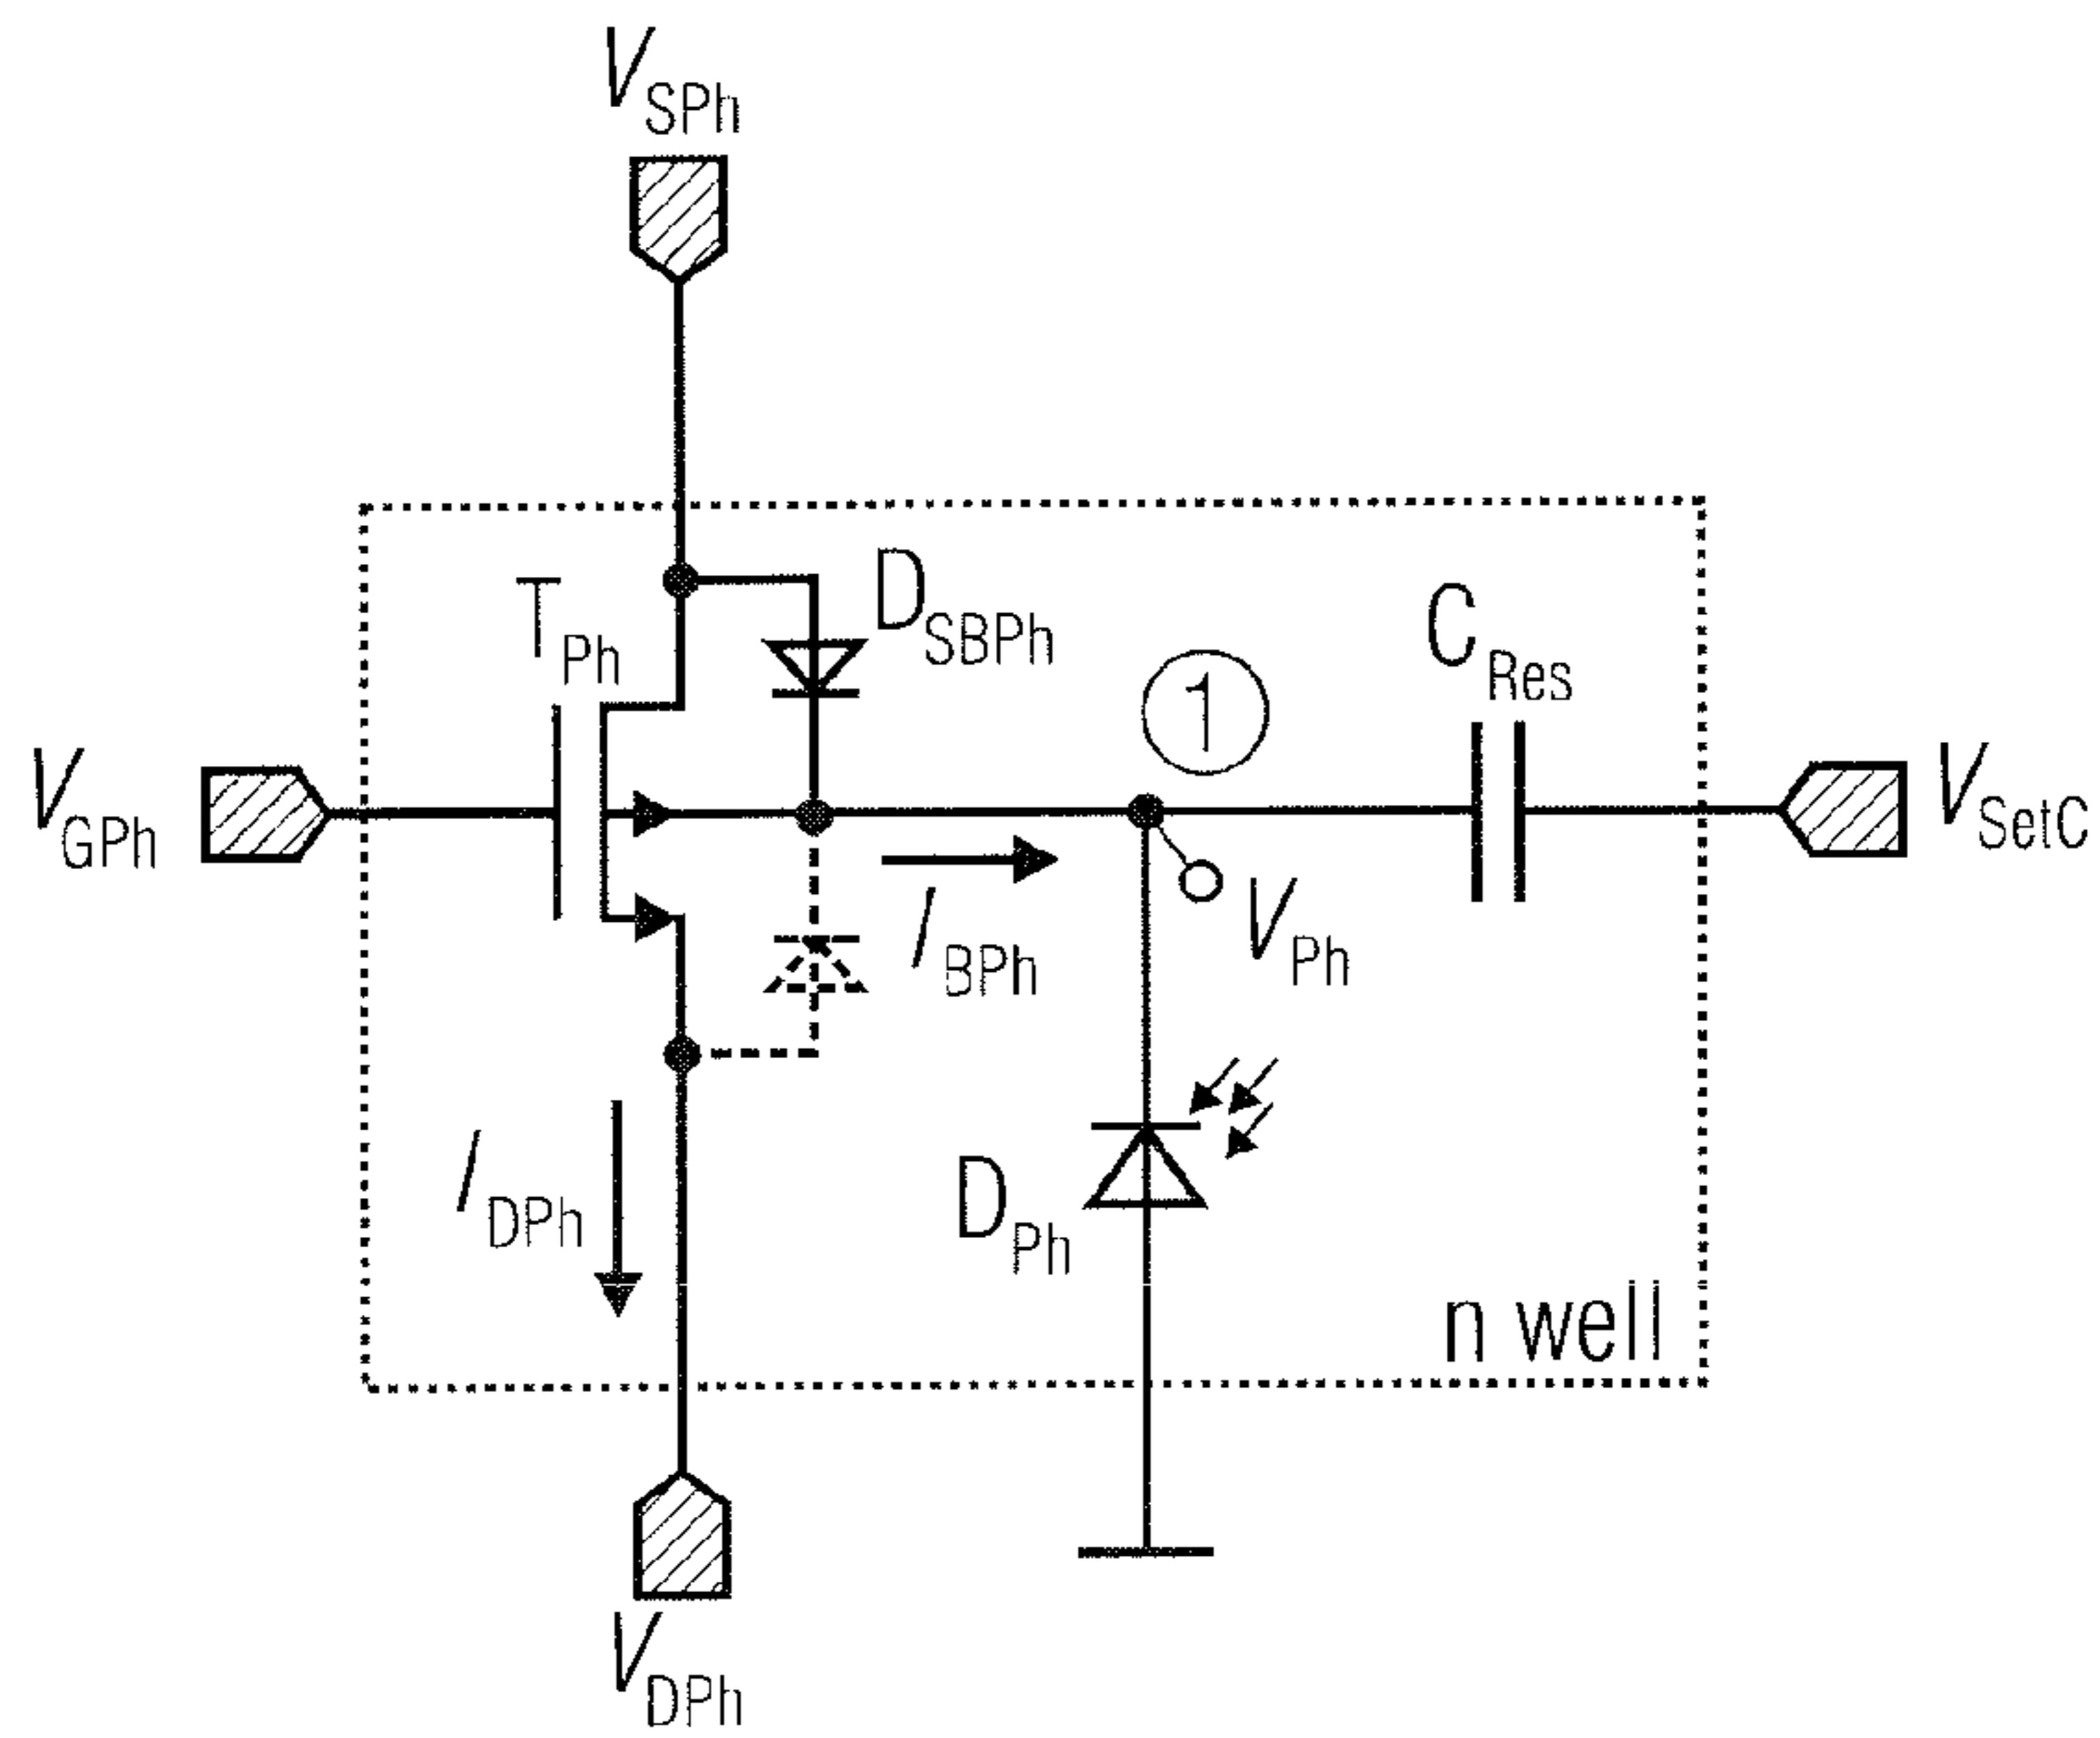 V_SPh
D_SBPh
T_Ph
C_Res
1
V_GPh
V_SetC
I_BPh
V_Ph
I_DPh
D_Ph
n well
V_DPh